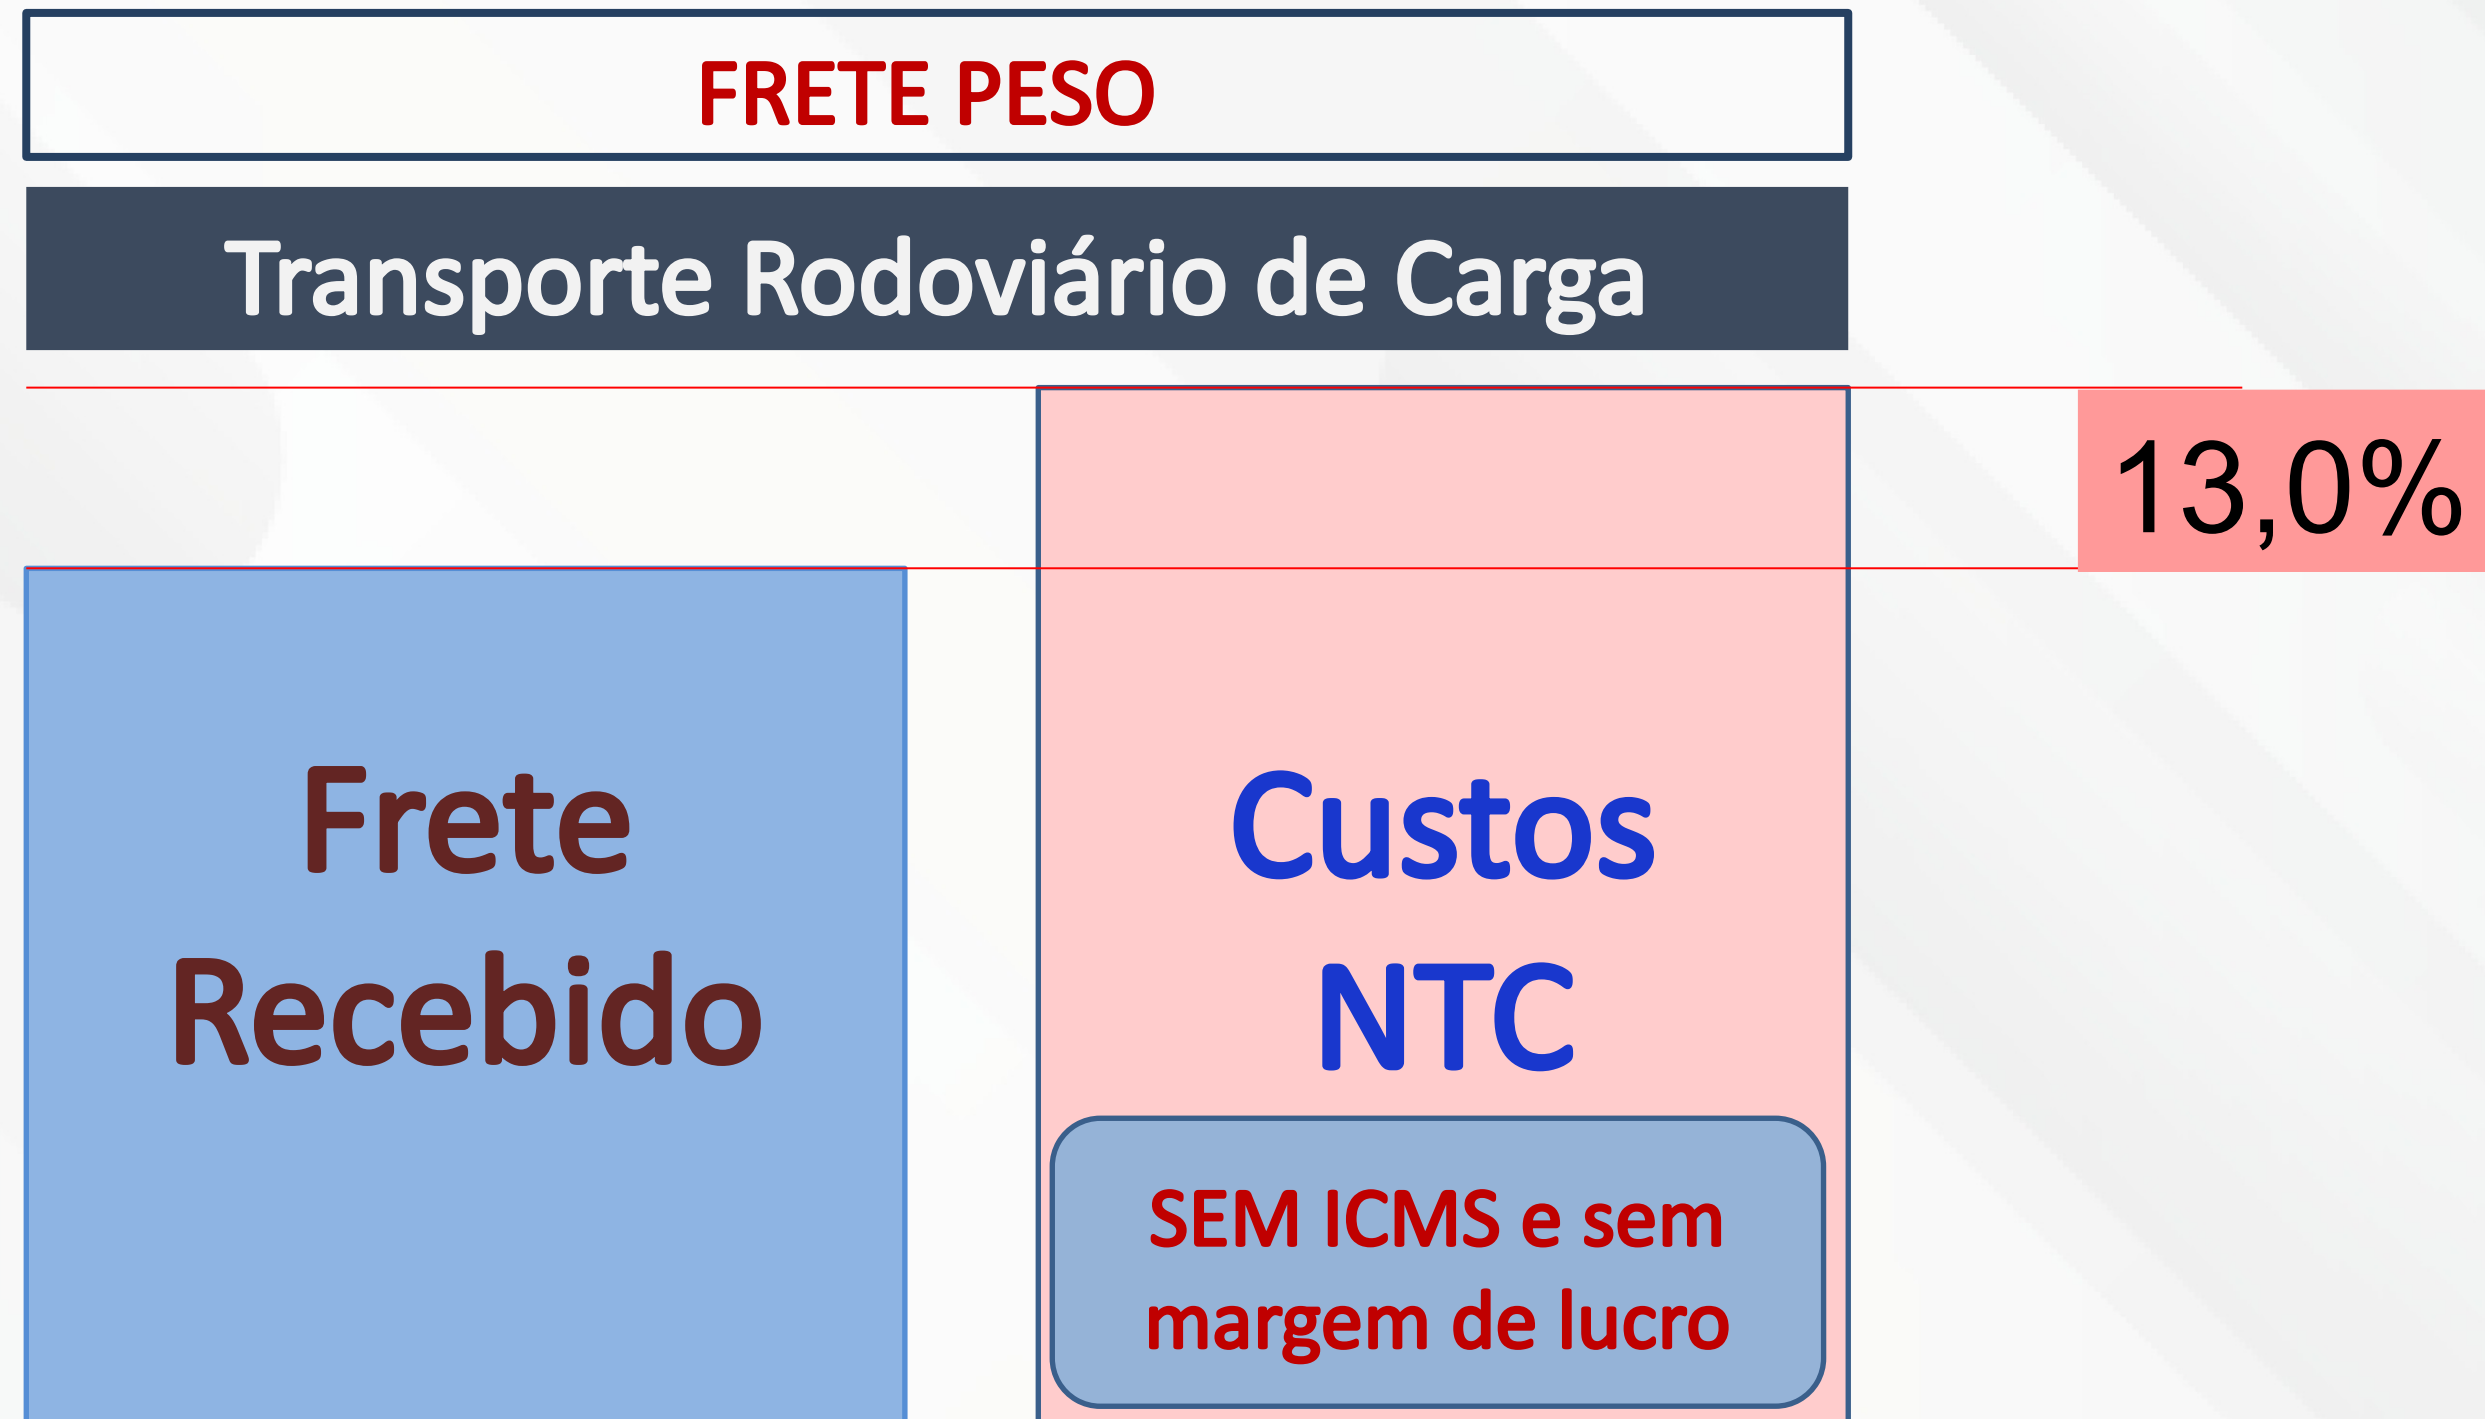 FRETE PESO
Transporte Rodoviário de Carga
13,0%
Frete
Recebido
Custos
NTC
SEM ICMS e sem
margem de lucro